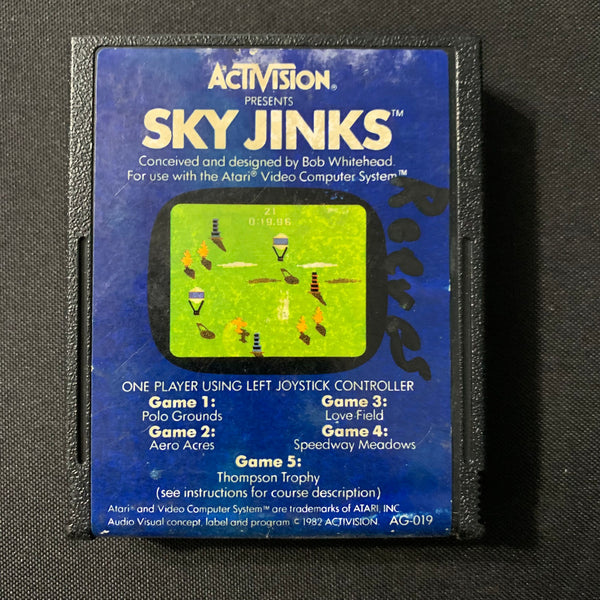 ACTIVISION®
PRESENTS
SKY JINKS™
Conceived and designed by Bob Whitehead.
For use with the Atari® Video Computer System™
21
0:19.86
ONE PLAYER USING LEFT JOYSTICK CONTROLLER
Game 1:
Polo Grounds
Game 2:
Aero Acres
Game 3:
Love Field
Game 4:
Speedway Meadows
Game 5:
Thompson Trophy
(see instructions for course description)
Atari® and Video Computer System™ are trademarks of ATARI, INC
Audio Visual concept, label and program © 1982 ACTIVISION. AG-019